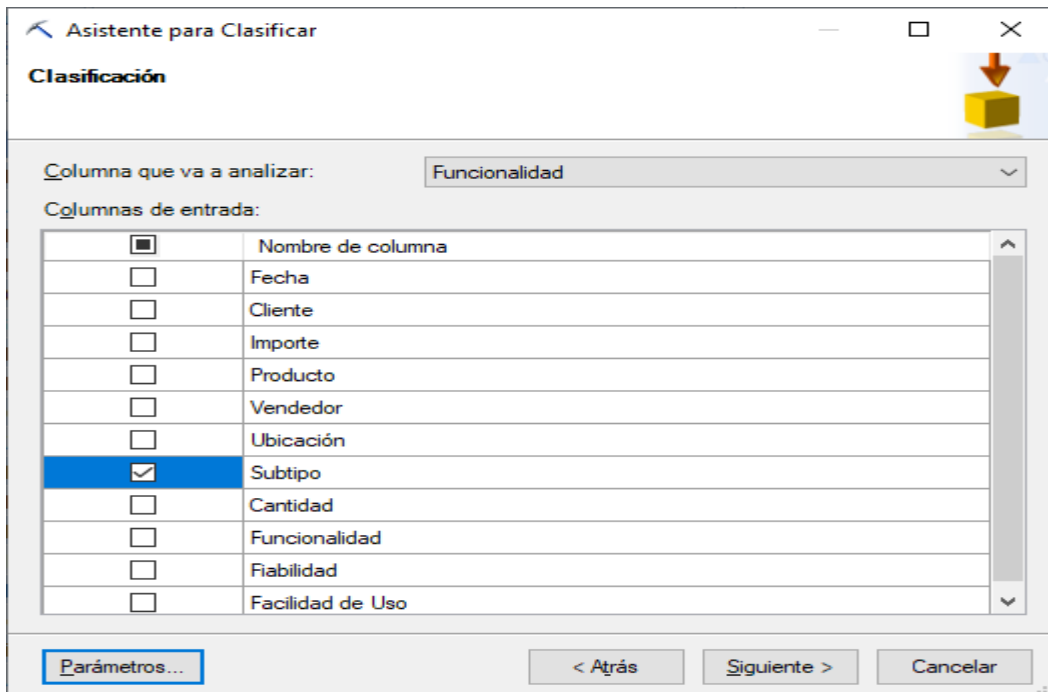 Asistente para Clasificar
Clasificación
Columna que va a analizar: Funcionalidad
Columnas de entrada:
Nombre de columna
Fecha
Cliente
Importe
Producto
Vendedor
Ubicación
Subtipo
Cantidad
Funcionalidad
Fiabilidad
Facilidad de Uso
Parámetros... < Atrás Siguiente > Cancelar